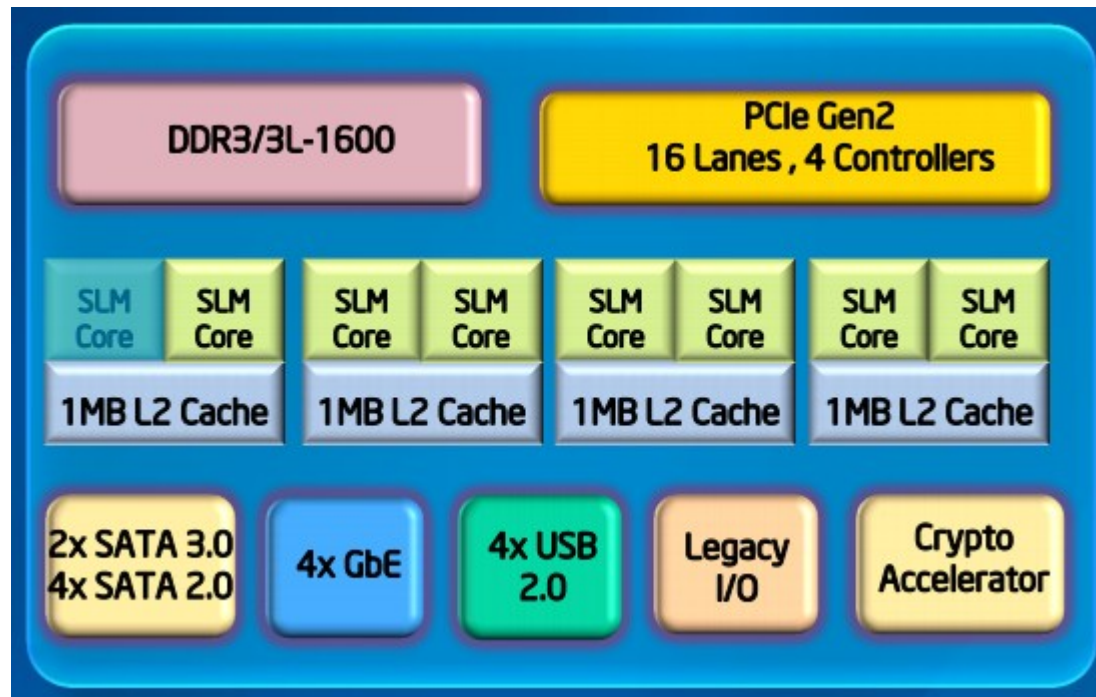 DDR3/3L-1600
PCIe Gen2
16 Lanes , 4 Controllers
SLM
Core
SLM
Core
SLM
Core
SLM
Core
SLM
Core
SLM
Core
SLM
Core
SLM
Core
1MB L2 Cache
1MB L2 Cache
1MB L2 Cache
1MB L2 Cache
2x SATA 3.0
4x SATA 2.0
4x GbE
4x USB
2.0
Legacy
I/O
Crypto
Accelerator